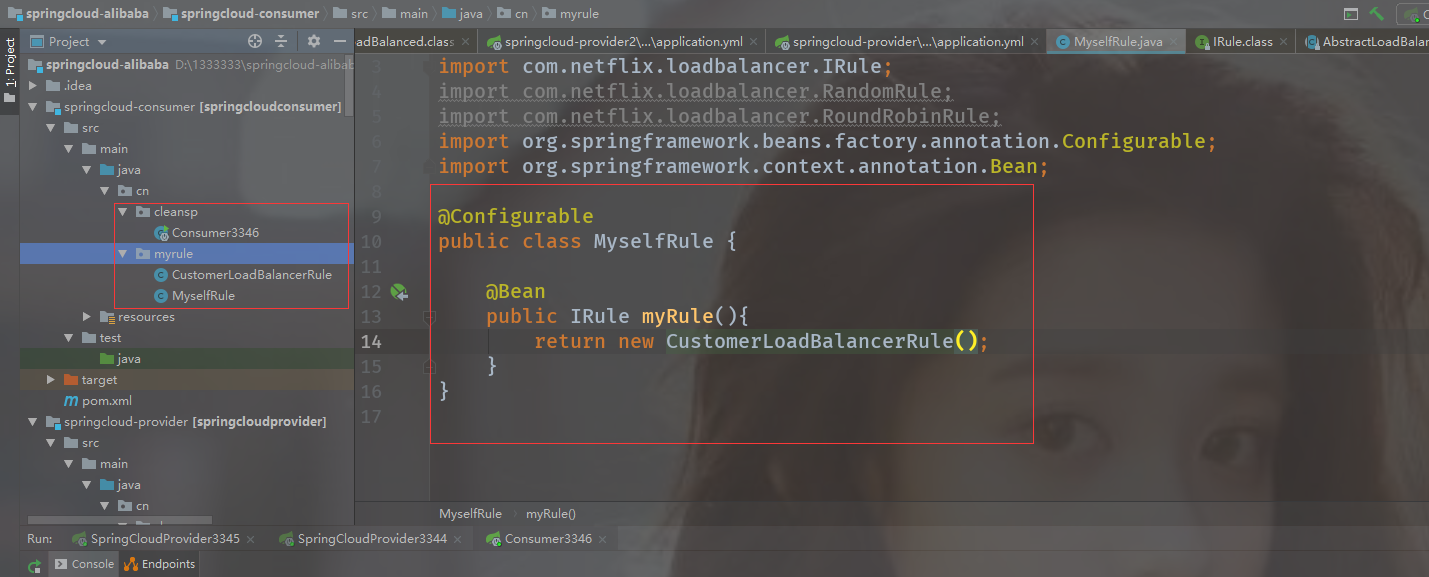 springcloud-alibaba springcloud-consumer src main java cn myrule
1: Project
Project
springcloud-alibaba D:\1333333\springcloud-alibab
.idea
springcloud-consumer [springcloudconsumer]
src
main
java
cn
cleansp
Consumer3346
myrule
CustomerLoadBalancerRule
MyselfRule
resources
test
java
target
pom.xml
springcloud-provider [springcloudprovider]
src
main
java
cn
adBalanced.class springcloud-provider2\...\application.yml springcloud-provider\...\application.yml MyselfRule.java IRule.class AbstractLoadBalan
import com.netflix.loadbalancer.IRule;
import com.netflix.loadbalancer.RandomRule;
import com.netflix.loadbalancer.RoundRobinRule;
6 import org.springframework.beans.factory.annotation.Configurable;
7 import org.springframework.context.annotation.Bean;
8
9 @Configurable
10 public class MyselfRule {
11
12 @Bean
13 public IRule myRule(){
14 return new CustomerLoadBalancerRule();
15 }
16 }
17
MyselfRule myRule()
Run: SpringCloudProvider3345 SpringCloudProvider3344 Consumer3346
Console Endpoints